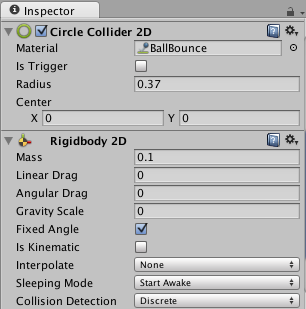 Inspector
Circle Collider 2D
Material BallBounce
Is Trigger
Radius 0.37
Center
X 0 Y 0
Rigidbody 2D
Mass 0.1
Linear Drag 0
Angular Drag 0
Gravity Scale 0
Fixed Angle
Is Kinematic
Interpolate None
Sleeping Mode Start Awake
Collision Detection Discrete